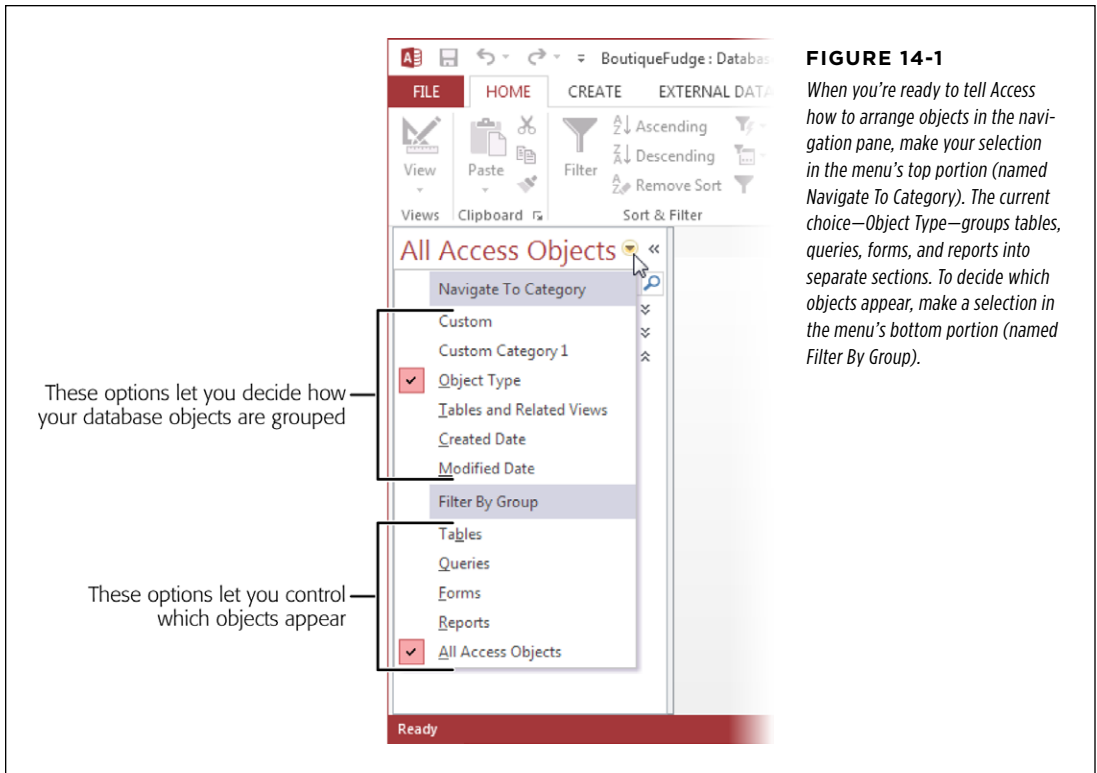 BoutiqueFudge : Databas
FILE HOME CREATE EXTERNAL DATA
View
Paste
Filter
Ascending
Descending
Remove Sort
Views Clipboard Sort & Filter
All Access Objects
Navigate To Category
Custom
Custom Category 1
Object Type
Tables and Related Views
Created Date
Modified Date
Filter By Group
Tables
Queries
Forms
Reports
All Access Objects
Ready
These options let you decide how
your database objects are grouped
These options let you control
which objects appear
FIGURE 14-1
When you’re ready to tell Access
how to arrange objects in the navi-
gation pane, make your selection
in the menu’s top portion (named
Navigate To Category). The current
choice—Object Type—groups tables,
queries, forms, and reports into
separate sections. To decide which
objects appear, make a selection in
the menu’s bottom portion (named
Filter By Group).